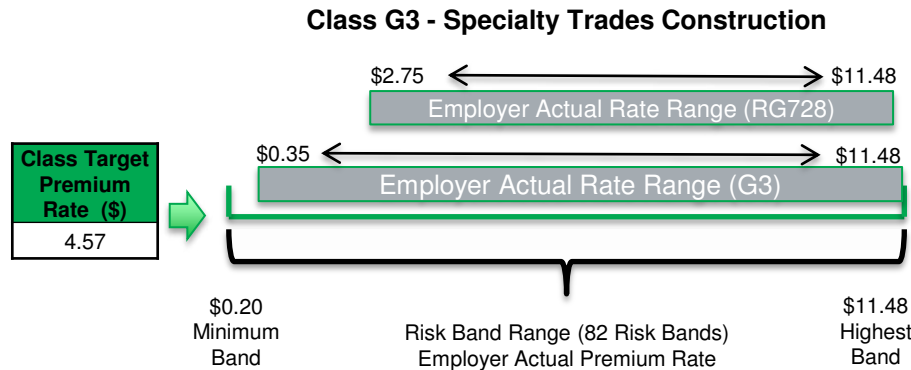 Class G3 - Specialty Trades Construction
$2.75
$11.48
Employer Actual Rate Range (RG728)
$0.35
$11.48
Employer Actual Rate Range (G3)
Class Target
Premium
Rate ($)
4.57
$0.20
Minimum
Band
Risk Band Range (82 Risk Bands)
Employer Actual Premium Rate
$11.48
Highest
Band